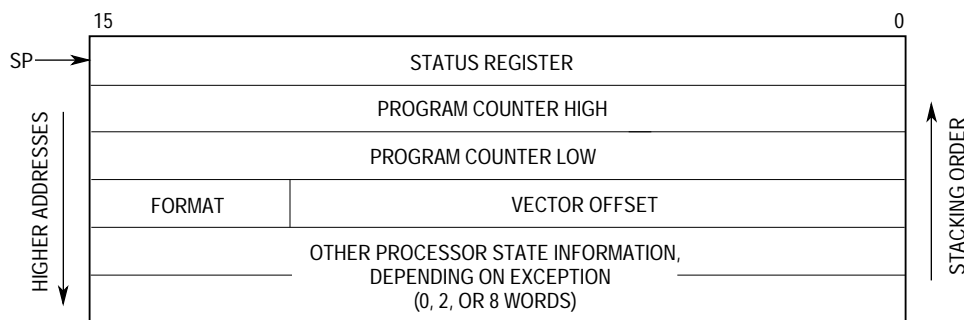 15 0
SP
STATUS REGISTER
PROGRAM COUNTER HIGH
PROGRAM COUNTER LOW
FORMAT VECTOR OFFSET
OTHER PROCESSOR STATE INFORMATION,
DEPENDING ON EXCEPTION
(0, 2, OR 8 WORDS)
HIGHER ADDRESSES
STACKING ORDER